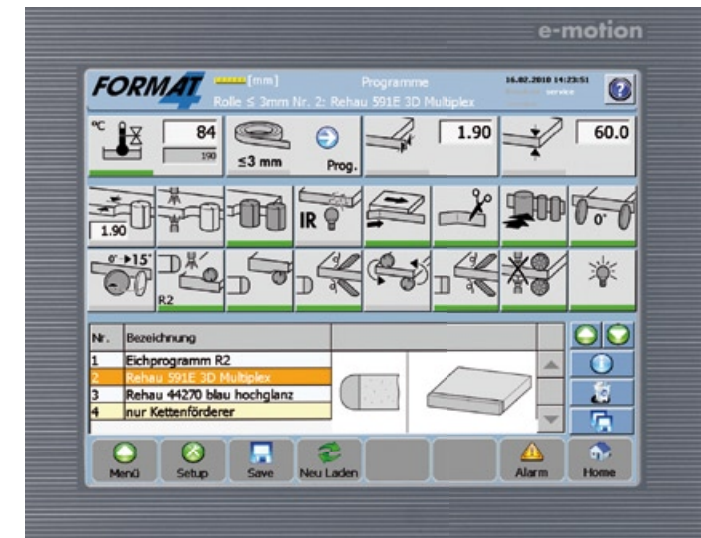 e-motion
FORMAT 4 [mm] Programme 16.02.2010 14:23:51
Rolle ≤ 3mm Nr. 2: Rehau 591E 3D Multiplex service
°C 84 1.90 60.0
190 ≤3 mm Prog.
IR
1.90 0°
0°→15°
R2
Nr. Bezeichnung
1 Eichprogramm R2
2 Rehau 591E 3D Multiplex
3 Rehau 44270 blau hochglanz
4 nur Kettenförderer
Menü Setup Save Neu Laden Alarm Home